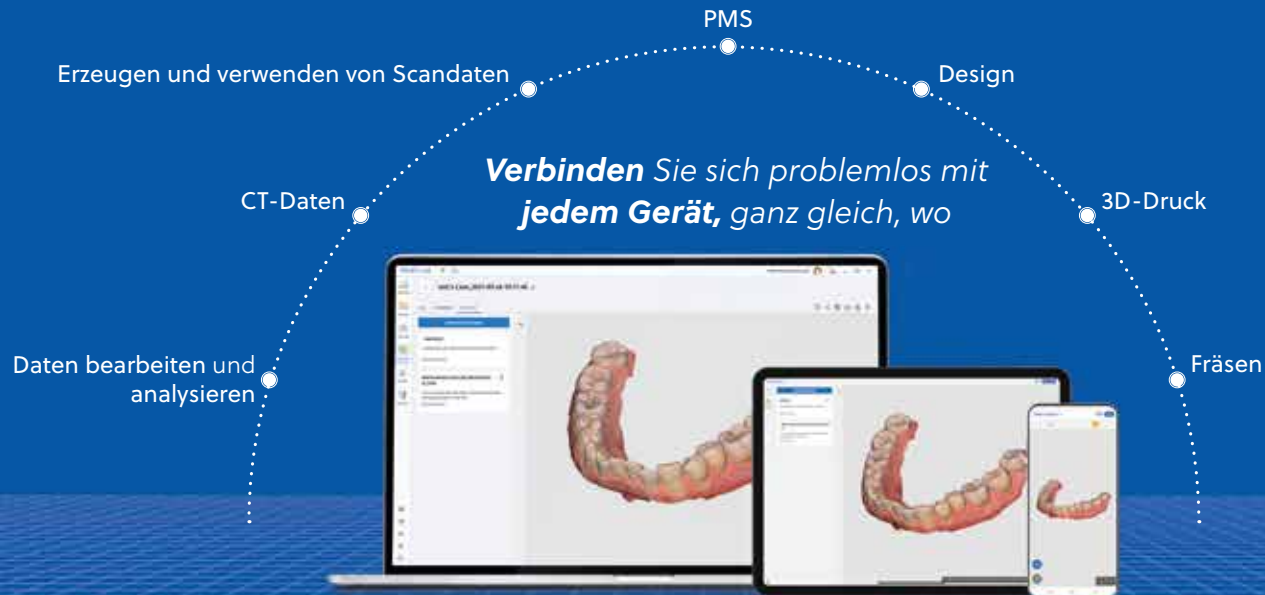 PMS
Erzeugen und verwenden von Scandaten
Design
Verbinden Sie sich problemlos mit
jedem Gerät, ganz gleich, wo
CT-Daten
3D-Druck
Daten bearbeiten und
analysieren
Fräsen